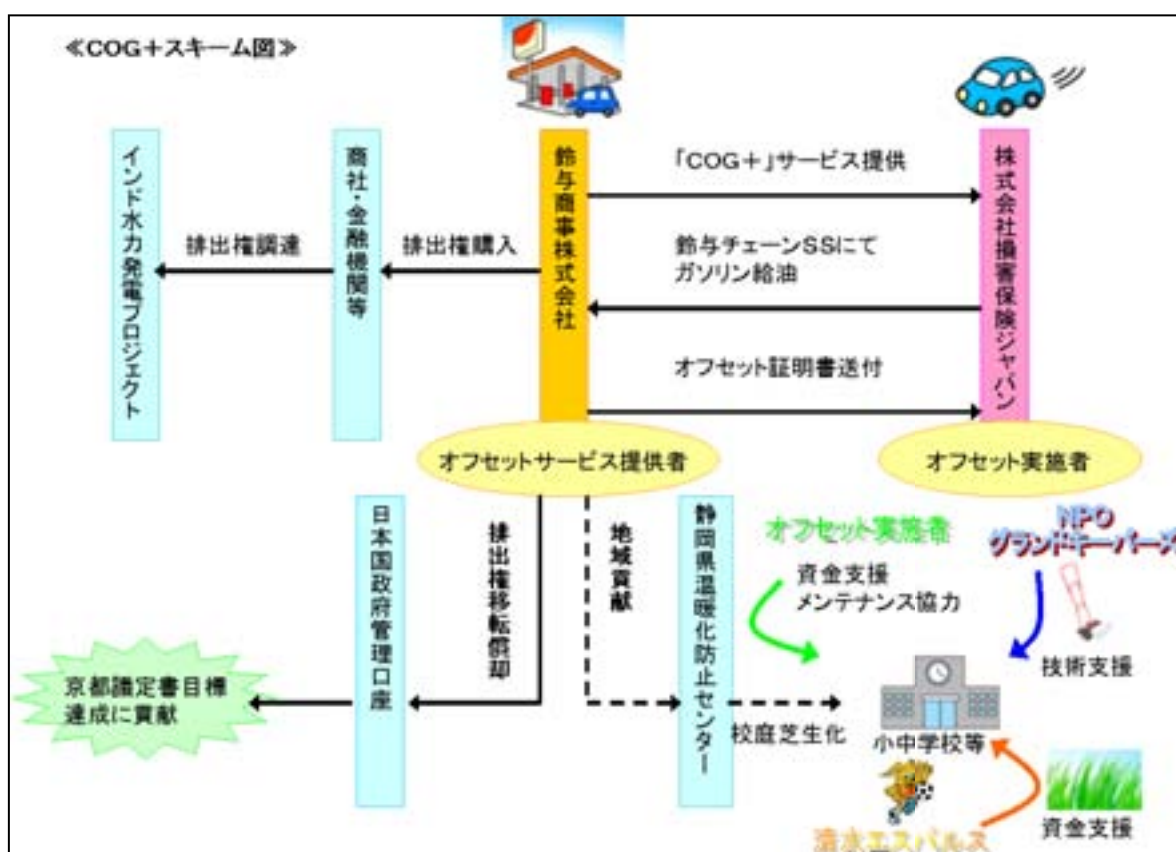 ≪COG+スキーム図≫
インド水力発電プロジェクト
排出権調達
商社・金融機関等
排出権購入
鈴与商事株式会社
「COG+」サービス提供
鈴与チェーンSSにて
ガソリン給油
オフセット証明書送付
株式会社損害保険ジャパン
オフセットサービス提供者
オフセット実施者
日本国政府管理口座
排出権移転償却
地域貢献
静岡県温暖化防止センター
オフセット実施者
資金支援
メンテナンス協力
NPO
グランドキーパーズ
技術支援
京都議定書目標
達成に貢献
校庭芝生化
小中学校等
清水エスパルス
資金支援